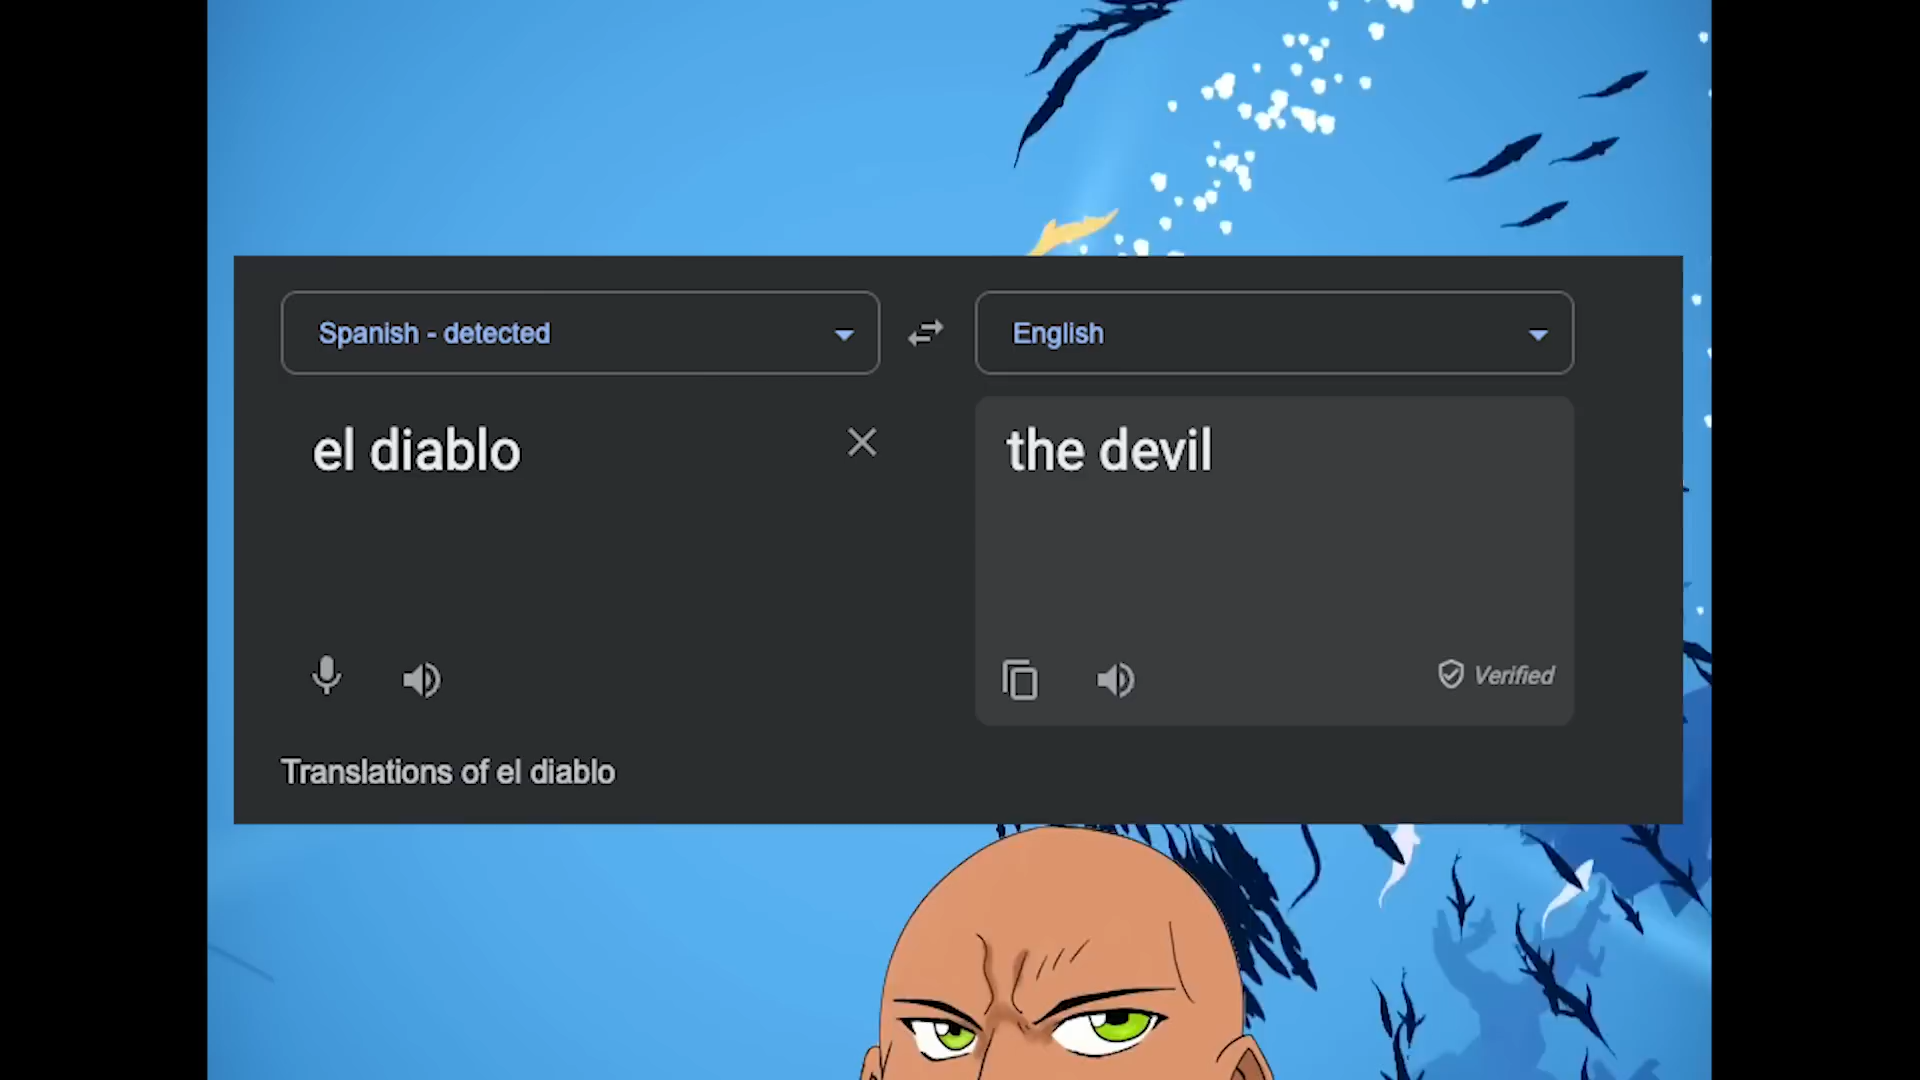 Spanish - detected
English
el diablo
the devil
Verified
Translations of el diablo